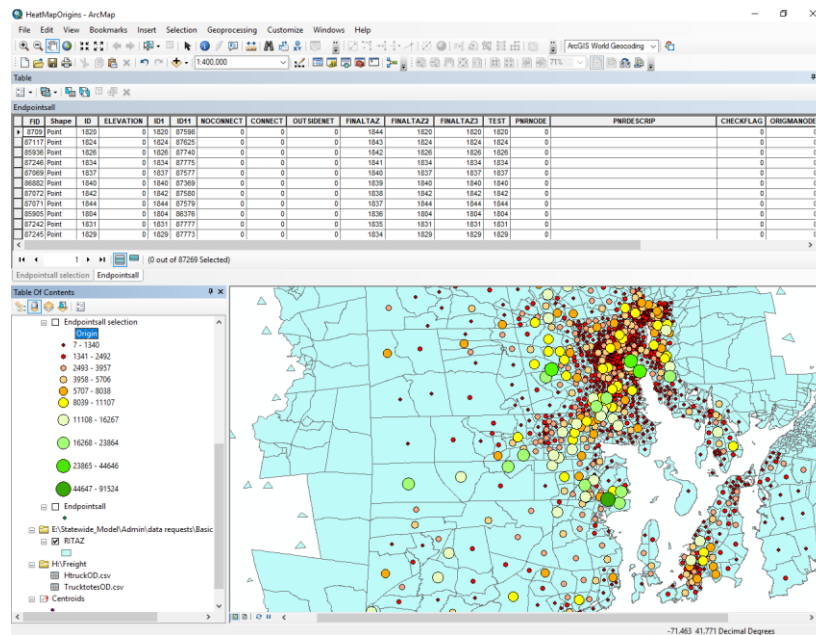 HeatMapOrigins - ArcMap
File Edit View Bookmarks Insert Selection Geoprocessing Customize Windows Help
ArcGIS World Geocoding
1:400.000 71%
Table
Endpointsall
FID Shape ID ELEVATION ID1 ID11 NOCONNECT CONNECT OUTSIDENET FINALTAZ FINALTAZ2 FINALTAZ3 TEST PNRNODE PNRDESCRIP CHECKFLAG ORIGMANODE
8709 Point 1820 0 1820 87598 0 0 0 1844 1820 1820 1820 0 0 0
87117 Point 1824 0 1824 87625 0 0 0 1843 1824 1824 1824 0 0 0
85936 Point 1826 0 1826 87740 0 0 0 1842 1826 1826 1826 0 0 0
87246 Point 1834 0 1834 87775 0 0 0 1841 1834 1834 1834 0 0 0
87069 Point 1837 0 1837 87577 0 0 0 1840 1837 1837 1837 0 0 0
86882 Point 1840 0 1840 87369 0 0 0 1839 1840 1840 1840 0 0 0
87072 Point 1842 0 1842 87580 0 0 0 1838 1842 1842 1842 0 0 0
87071 Point 1844 0 1844 87579 0 0 0 1837 1844 1844 1844 0 0 0
85905 Point 1804 0 1804 86376 0 0 0 1836 1804 1804 1804 0 0 0
87242 Point 1831 0 1831 87777 0 0 0 1835 1831 1831 1831 0 0 0
87245 Point 1829 0 1829 87773 0 0 0 1834 1829 1829 1829 0 0 0
1 (0 out of 87269 Selected)
Endpointsall selection Endpointsall
Table Of Contents
Endpointsall selection
Origin
7 - 1340
1341 - 2492
2493 - 3957
3958 - 5706
5707 - 8038
8039 - 11107
11108 - 16267
16268 - 23864
23865 - 44646
44647 - 91524
Endpointsall
E:\Statewide_Model\Admin\data requests\Basic
RITAZ
H:\Freight
HtruckOD.csv
TrucktotesOD.csv
Centroids
-71.463 41.771 Decimal Degrees